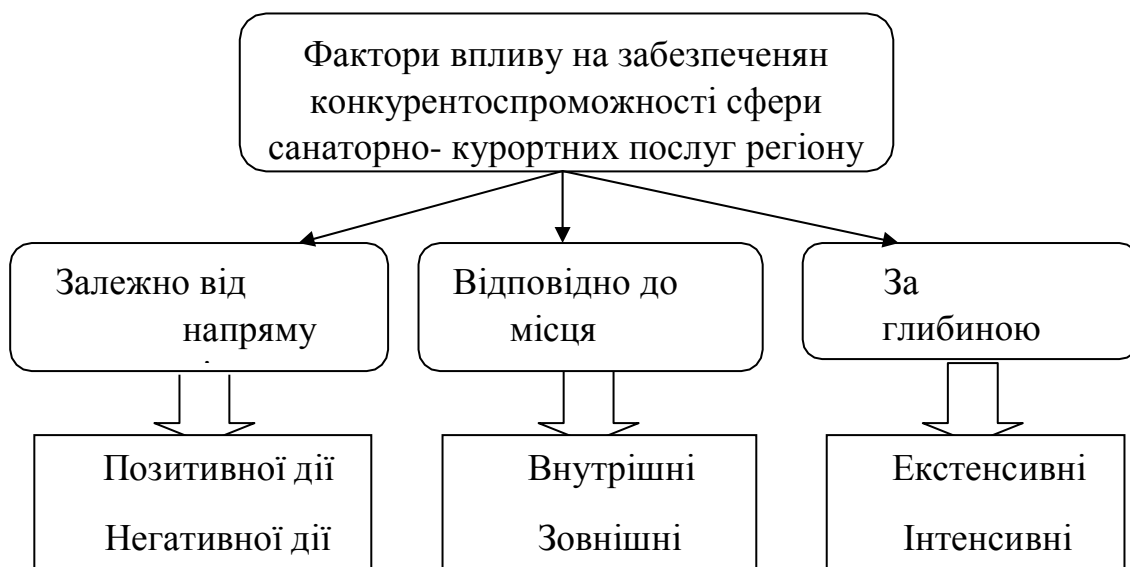 Фактори впливу на забезпеченян
конкурентоспроможності сфери
санаторно- курортних послуг регіону
Залежно від
напряму
Відповідно до
місця
За
глибиною
Позитивної дії
Негативної дії
Внутрішні
Зовнішні
Екстенсивні
Інтенсивні